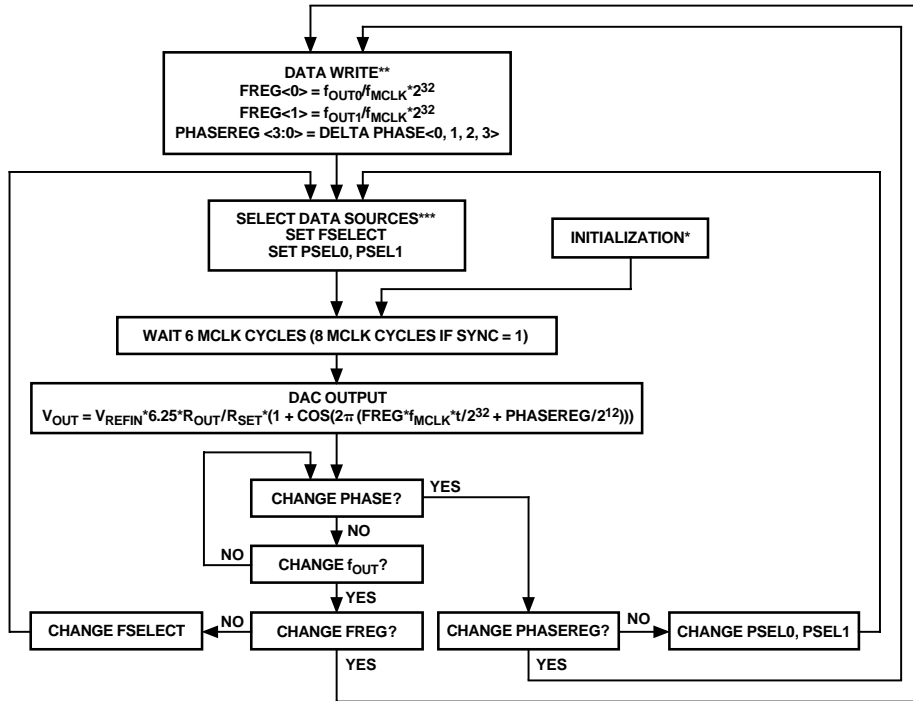 DATA WRITE**
FREG<0> = fOUT0/fMCLK*2^32
FREG<1> = fOUT1/fMCLK*2^32
PHASEREG <3:0> = DELTA PHASE<0, 1, 2, 3>
SELECT DATA SOURCES***
SET FSELECT
SET PSEL0, PSEL1
INITIALIZATION*
WAIT 6 MCLK CYCLES (8 MCLK CYCLES IF SYNC = 1)
DAC OUTPUT
VOUT = VREFIN*6.25*ROUT/RSET*(1 + COS(2π (FREG*fMCLK*t/2^32 + PHASEREG/2^12)))
CHANGE PHASE?
YES
NO
CHANGE fOUT?
NO
YES
CHANGE FSELECT
NO
CHANGE FREG?
YES
CHANGE PHASEREG?
NO
YES
CHANGE PSEL0, PSEL1